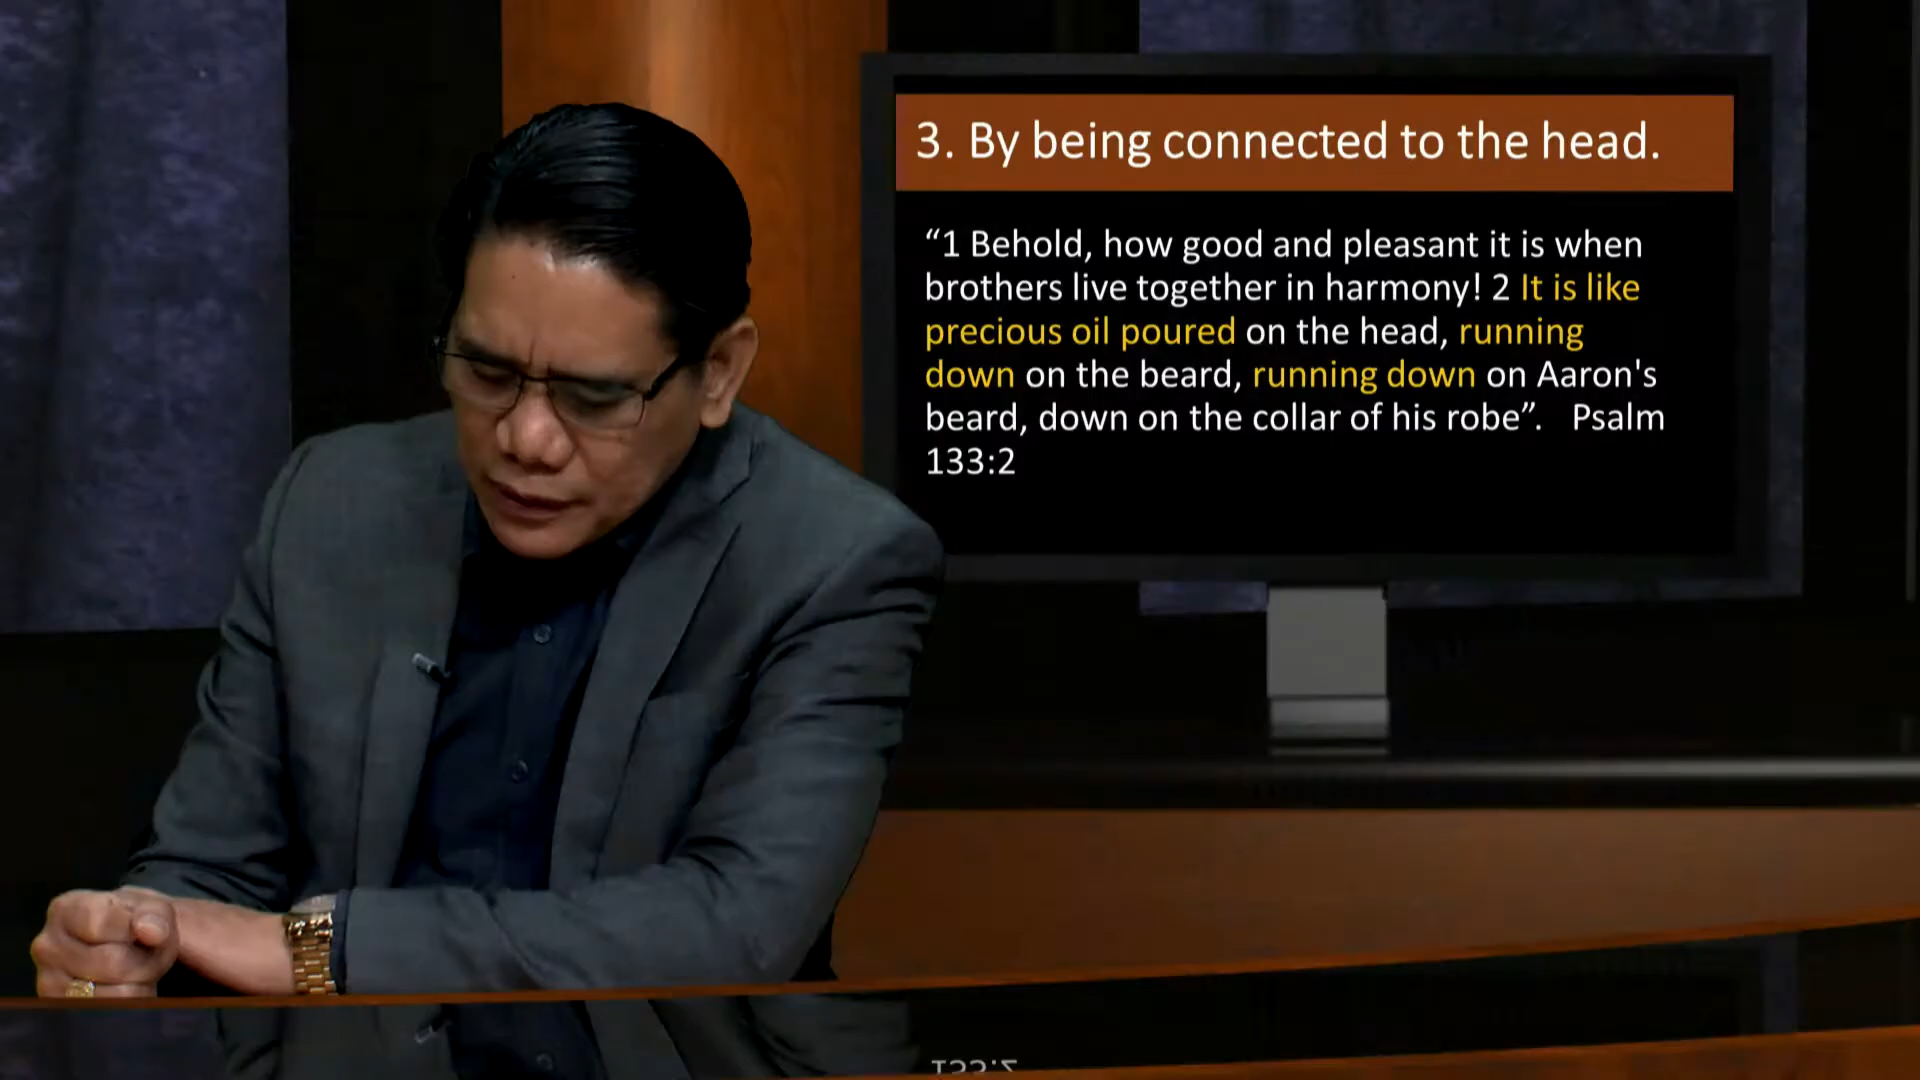 3. By being connected to the head.
“1 Behold, how good and pleasant it is when
brothers live together in harmony! 2 It is like
precious oil poured on the head, running
down on the beard, running down on Aaron's
beard, down on the collar of his robe”.   Psalm
133:2